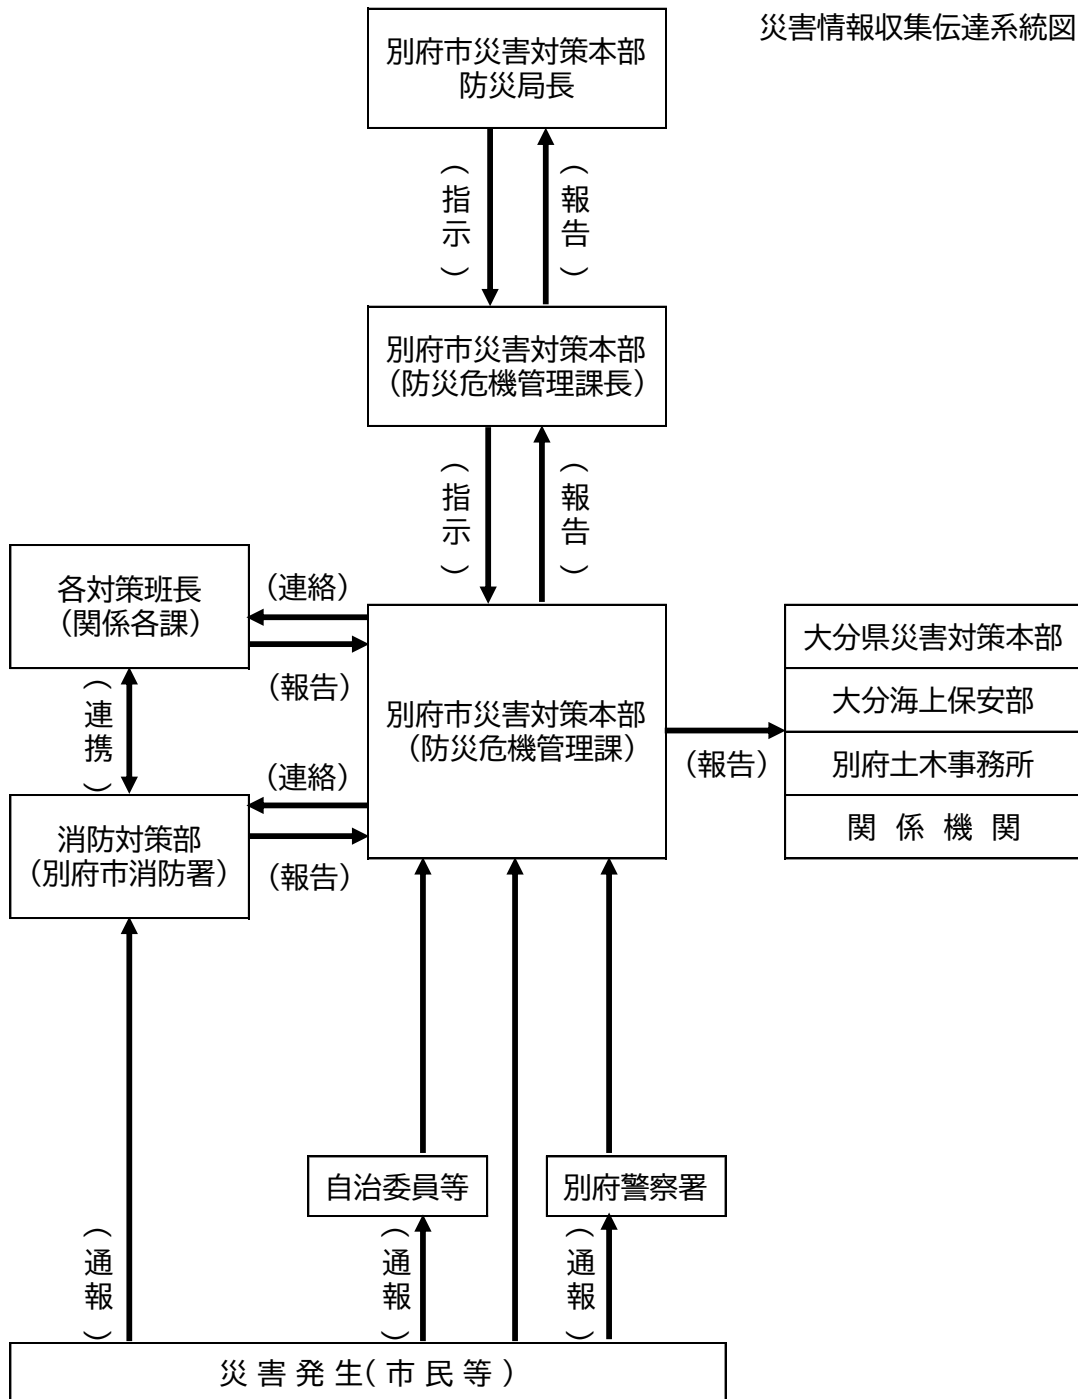 災害情報収集伝達系統図
別府市災害対策本部
防災局長
（指示）
（報告）
別府市災害対策本部
（防災危機管理課長）
（指示）
（報告）
各対策班長
（関係各課）
（連絡）
（報告）
（連携）
別府市災害対策本部
（防災危機管理課）
（連絡）
（報告）
消防対策部
（別府市消防署）
（報告）
大分県災害対策本部
大分海上保安部
別府土木事務所
関 係 機 関
自治委員等
別府警察署
（通報）
（通報）
（通報）
災 害 発 生( 市 民 等 )